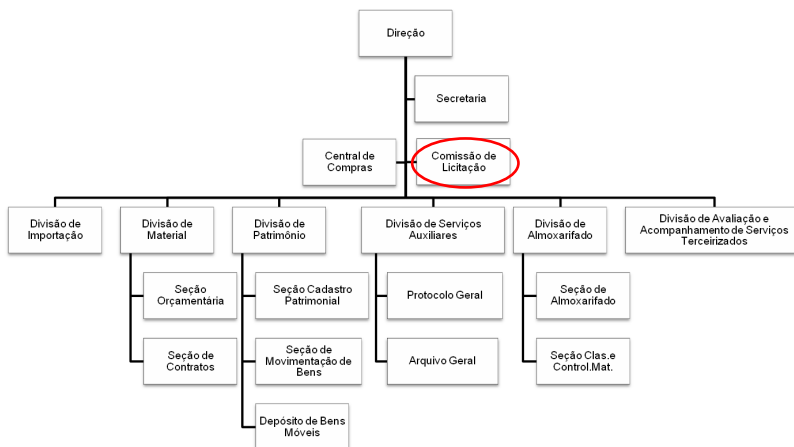 Direção
Secretaria
Central de
Compras
Comissão de
Licitação
Divisão de
Importação
Divisão de
Material
Divisão de
Patrimônio
Divisão de Serviços
Auxiliares
Divisão de
Almoxarifado
Divisão de Avaliação e
Acompanhamento de Serviços
Terceirizados
Seção
Orçamentária
Seção Cadastro
Patrimonial
Protocolo Geral
Seção de
Almoxarifado
Seção de
Contratos
Seção de
Movimentação de
Bens
Arquivo Geral
Seção Clas.e
Control.Mat.
Depósito de Bens
Móveis